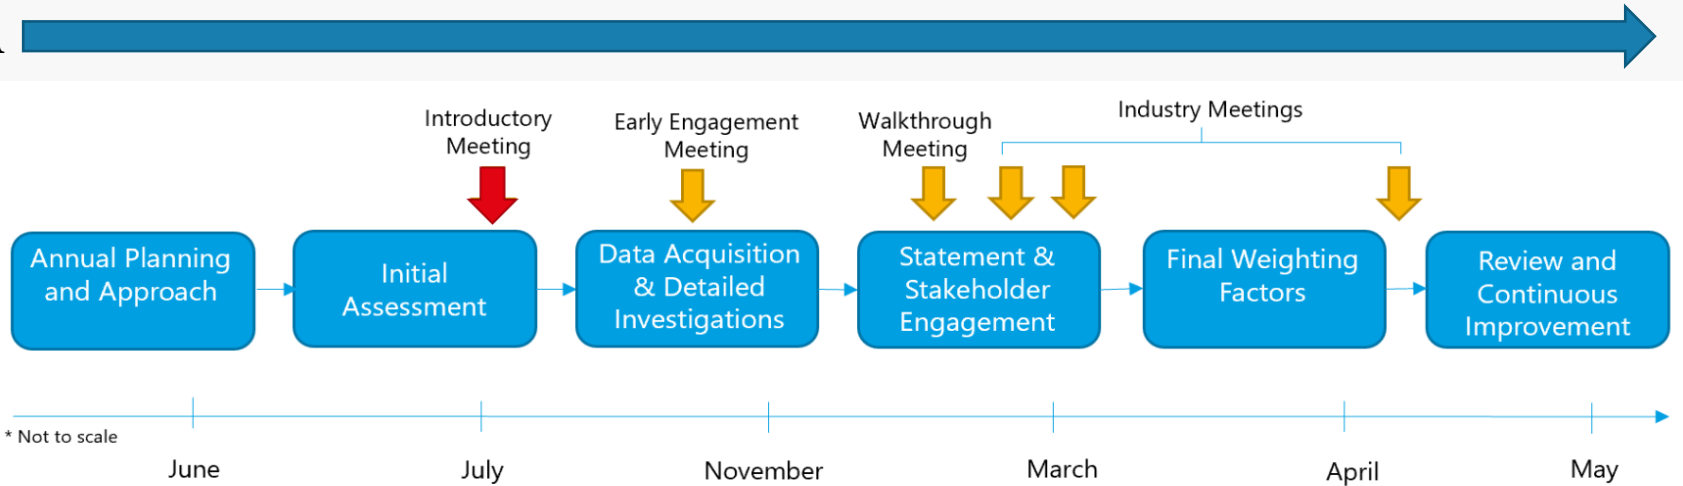 Introductory
Meeting
Early Engagement
Meeting
Walkthrough
Meeting
Industry Meetings
Annual Planning
and Approach
Initial
Assessment
Data Acquisition
& Detailed
Investigations
Statement &
Stakeholder
Engagement
Final Weighting
Factors
Review and
Continuous
Improvement
* Not to scale
June
July
November
March
April
May